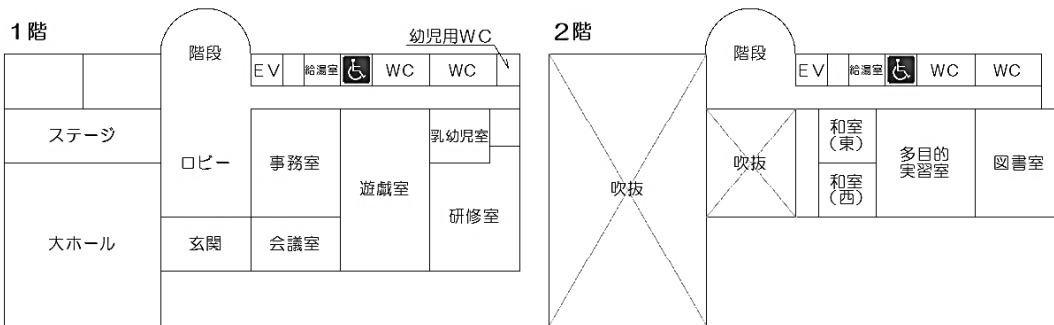 1階
階段
幼児用WC
EV
給湯室
WC
WC
ステージ
ロビー
事務室
遊戯室
乳幼児室
研修室
大ホール
玄関
会議室
2階
階段
EV
給湯室
WC
WC
吹抜
吹抜
和室
(東)
和室
(西)
多目的
実習室
図書室